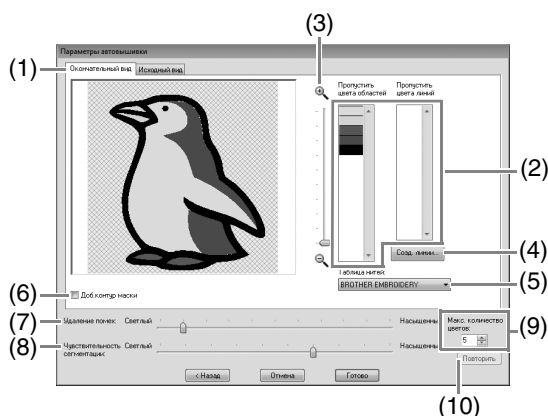 (3)
Параметры автовышивки
(1) Окончательный вид Исходный вид
Пропустить цвета областей
Пропустить цвета линий
(2)
Созд. линии... (4)
Таблица нитей:
BROTHER EMBROIDERY (5)
(6) Доб.контур маски
(7) Удаление помех: Светлый Насыщенны
Макс. количество цветов:
5 (9)
(8) Чувствительность сегментации: Светлый Насыщенны
Повторить
< Назад Отмена Готово
(10)